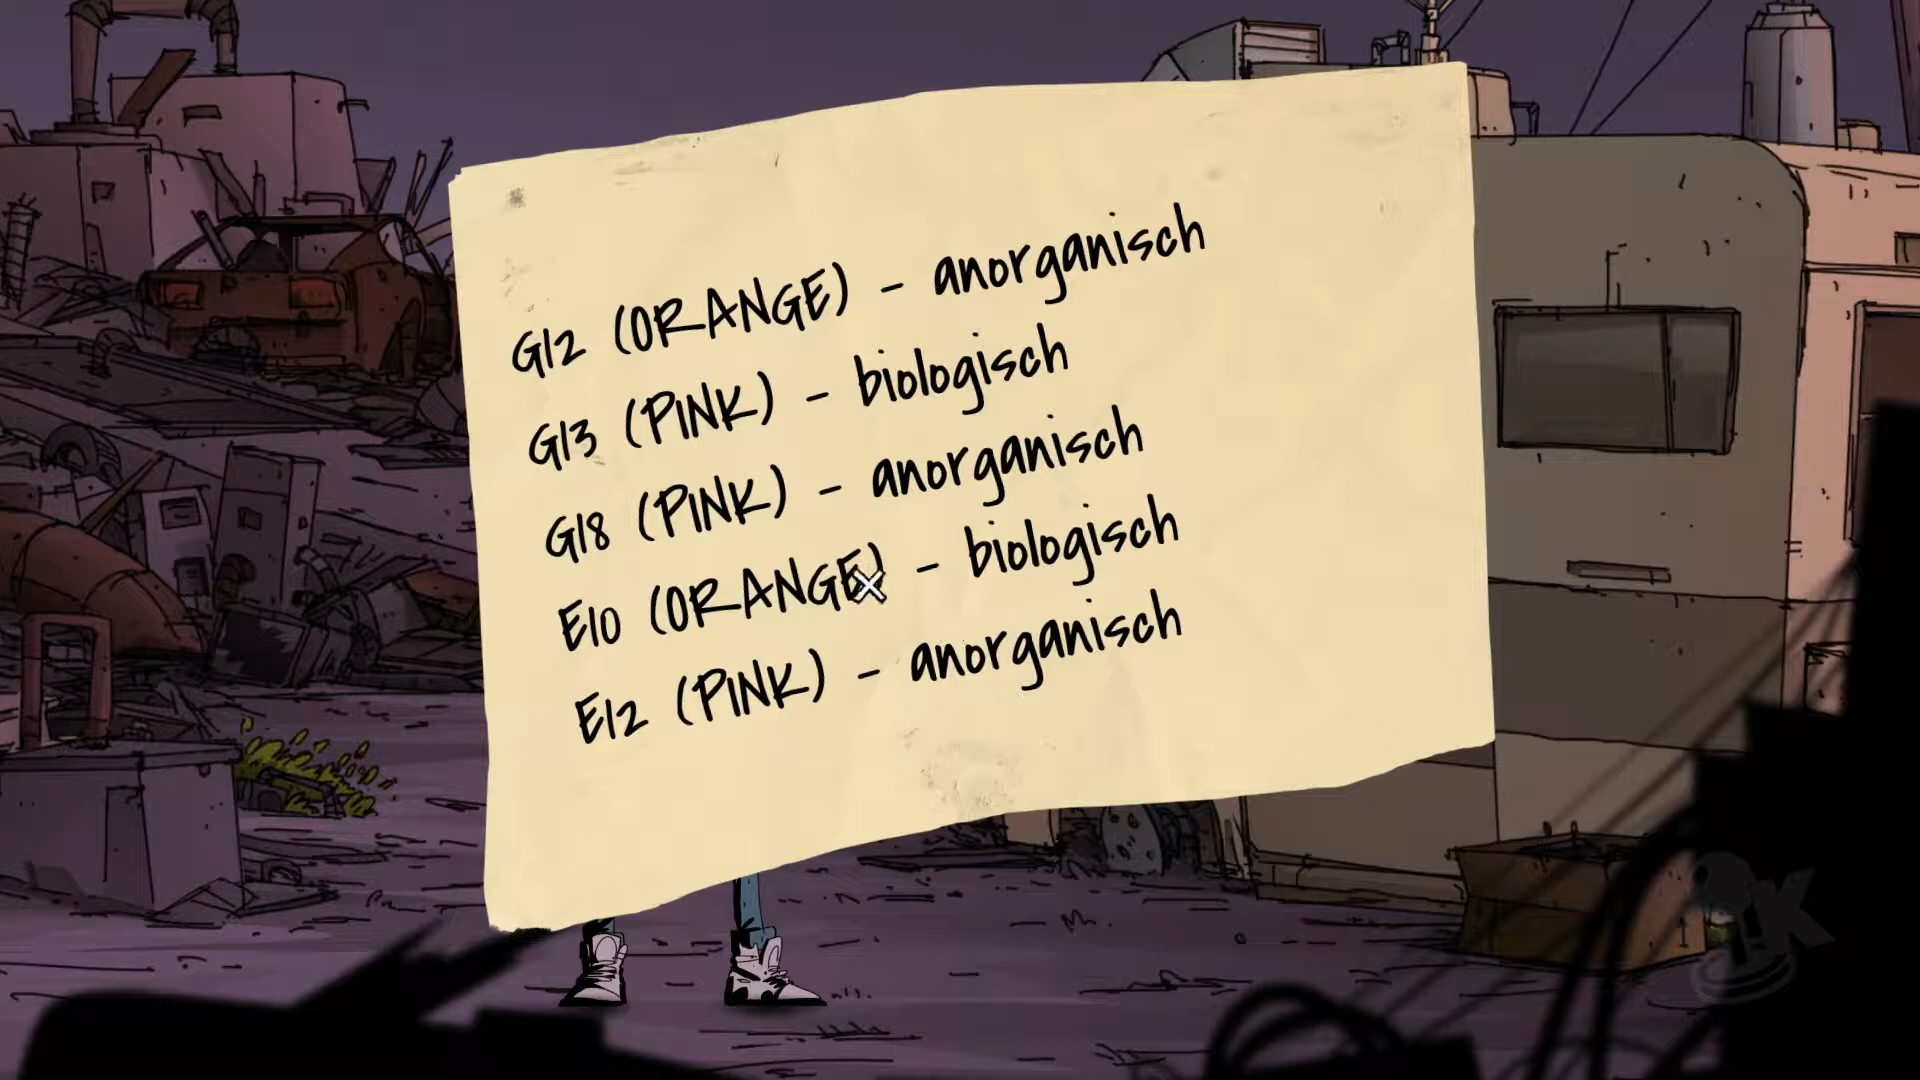 G12 (ORANGE) - anorganisch
G13 (PINK) - biologisch
G18 (PINK) - anorganisch
E10 (ORANGE) - biologisch
E12 (PINK) - anorganisch